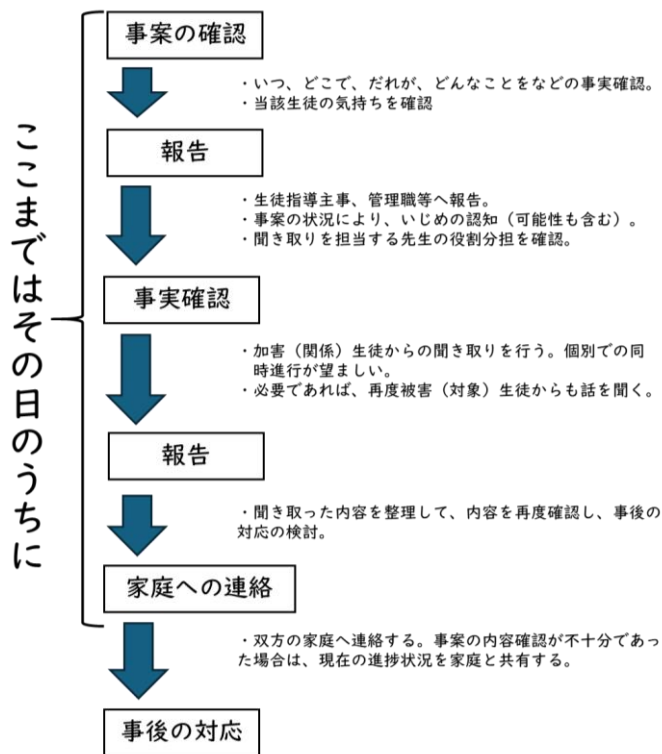 事案の確認
・いつ、どこで、だれが、どんなことをなどの事実確認。
・当該生徒の気持ちを確認
報告
・生徒指導主事、管理職等へ報告。
・事案の状況により、いじめの認知（可能性も含む）。
・聞き取りを担当する先生の役割分担を確認。
事実確認
・加害（関係）生徒からの聞き取りを行う。個別での同
時進行が望ましい。
・必要であれば、再度被害（対象）生徒からも話を聞く。
報告
・聞き取った内容を整理して、内容を再度確認し、事後の
対応の検討。
家庭への連絡
・双方の家庭へ連絡する。事案の内容確認が不十分であっ
た場合は、現在の進捗状況を家庭と共有する。
事後の対応
ここまではその日のうちに